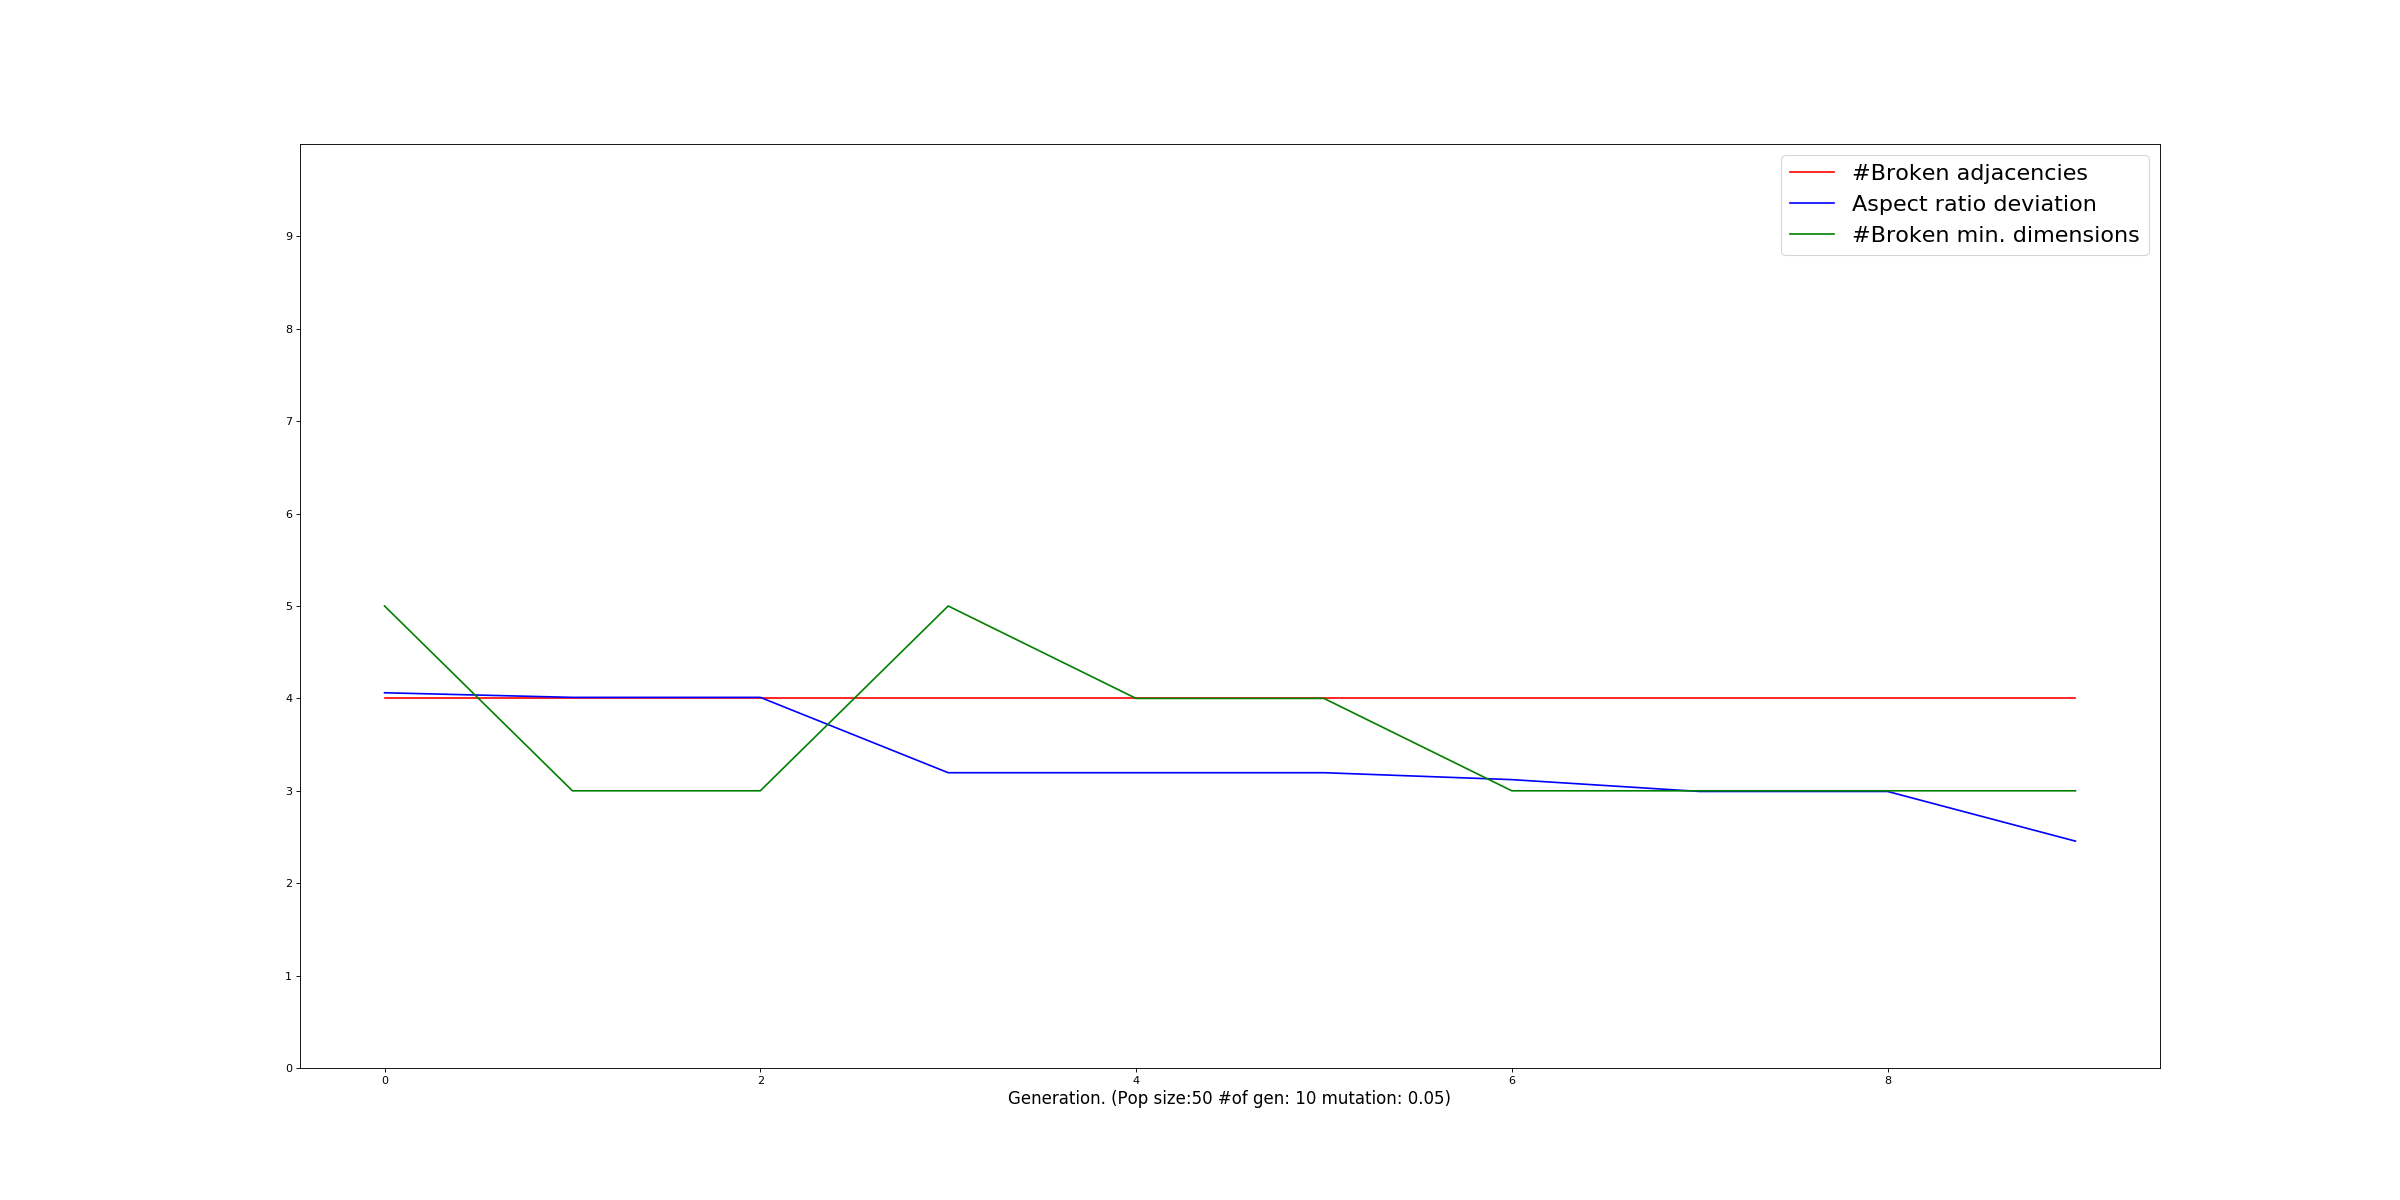 #Broken adjacencies
Aspect ratio deviation
#Broken min. dimensions
9
8
7
6
5
4
3
2
1
0
0 2 4 6 8
Generation. (Pop size:50 #of gen: 10 mutation: 0.05)